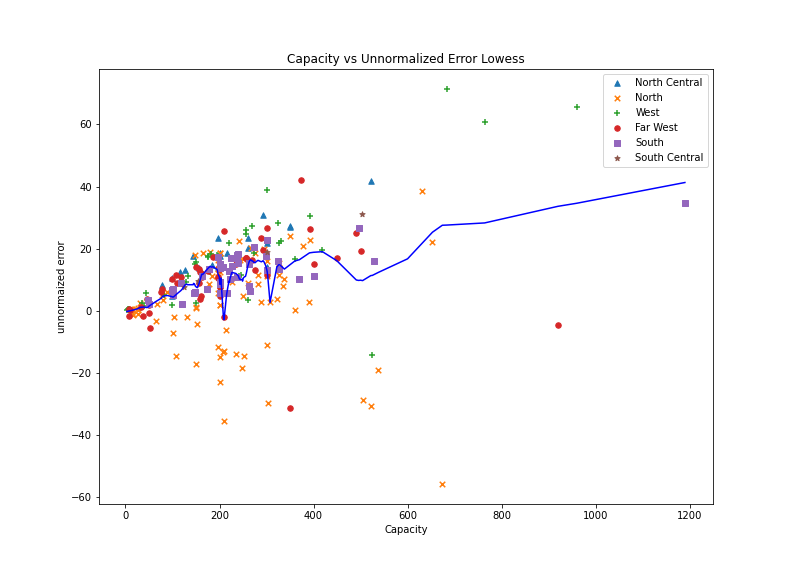 Capacity vs Unnormalized Error Lowess
North Central
North
West
Far West
South
South Central
60
40
20
0
−20
−40
−60
unnormaized error
0 200 400 600 800 1000 1200
Capacity